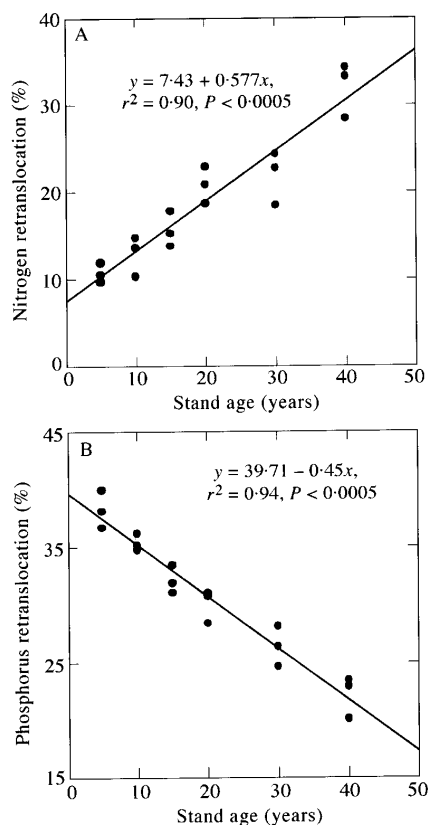 40
A
y = 7·43 + 0·577x,
r² = 0·90, P < 0·0005
30
20
10
0
Nitrogen retranslocation (%)
0 10 20 30 40 50
Stand age (years)
45
B
y = 39·71 − 0·45x,
r² = 0·94, P < 0·0005
35
25
15
Phosphorus retranslocation (%)
0 10 20 30 40 50
Stand age (years)